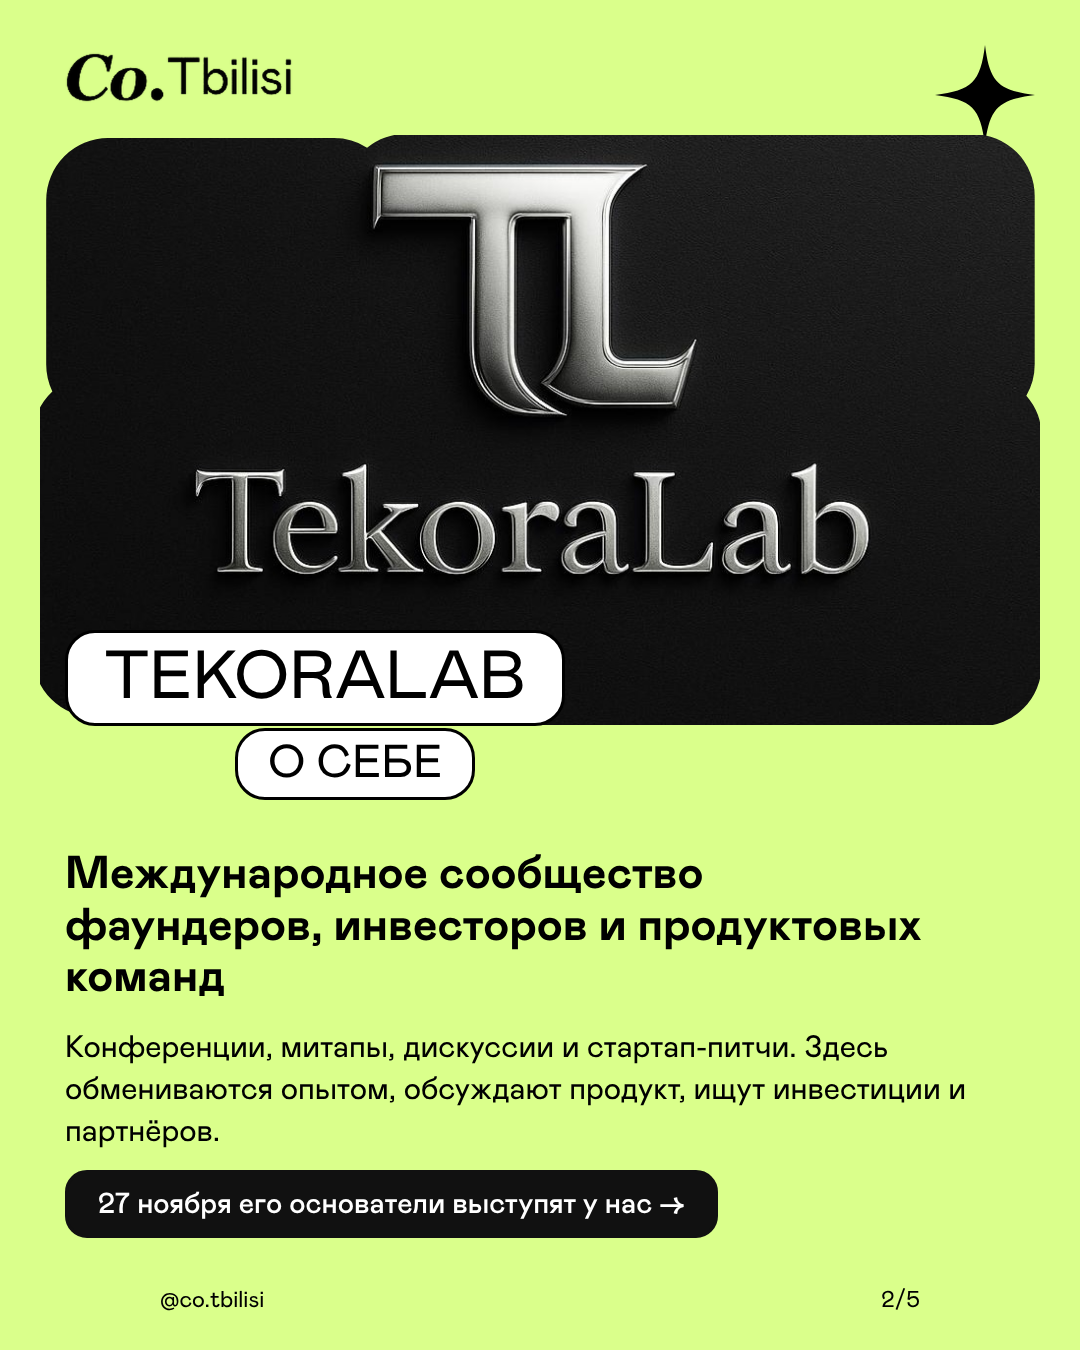 Co.Tbilisi
TL
TekoraLab
TEKORALAB
О СЕБЕ
Международное сообщество
фаундеров, инвесторов и продуктовых
команд
Конференции, митапы, дискуссии и стартап-питчи. Здесь
обмениваются опытом, обсуждают продукт, ищут инвестиции и
партнёров.
27 ноября его основатели выступят у нас →
@co.tbilisi
2/5